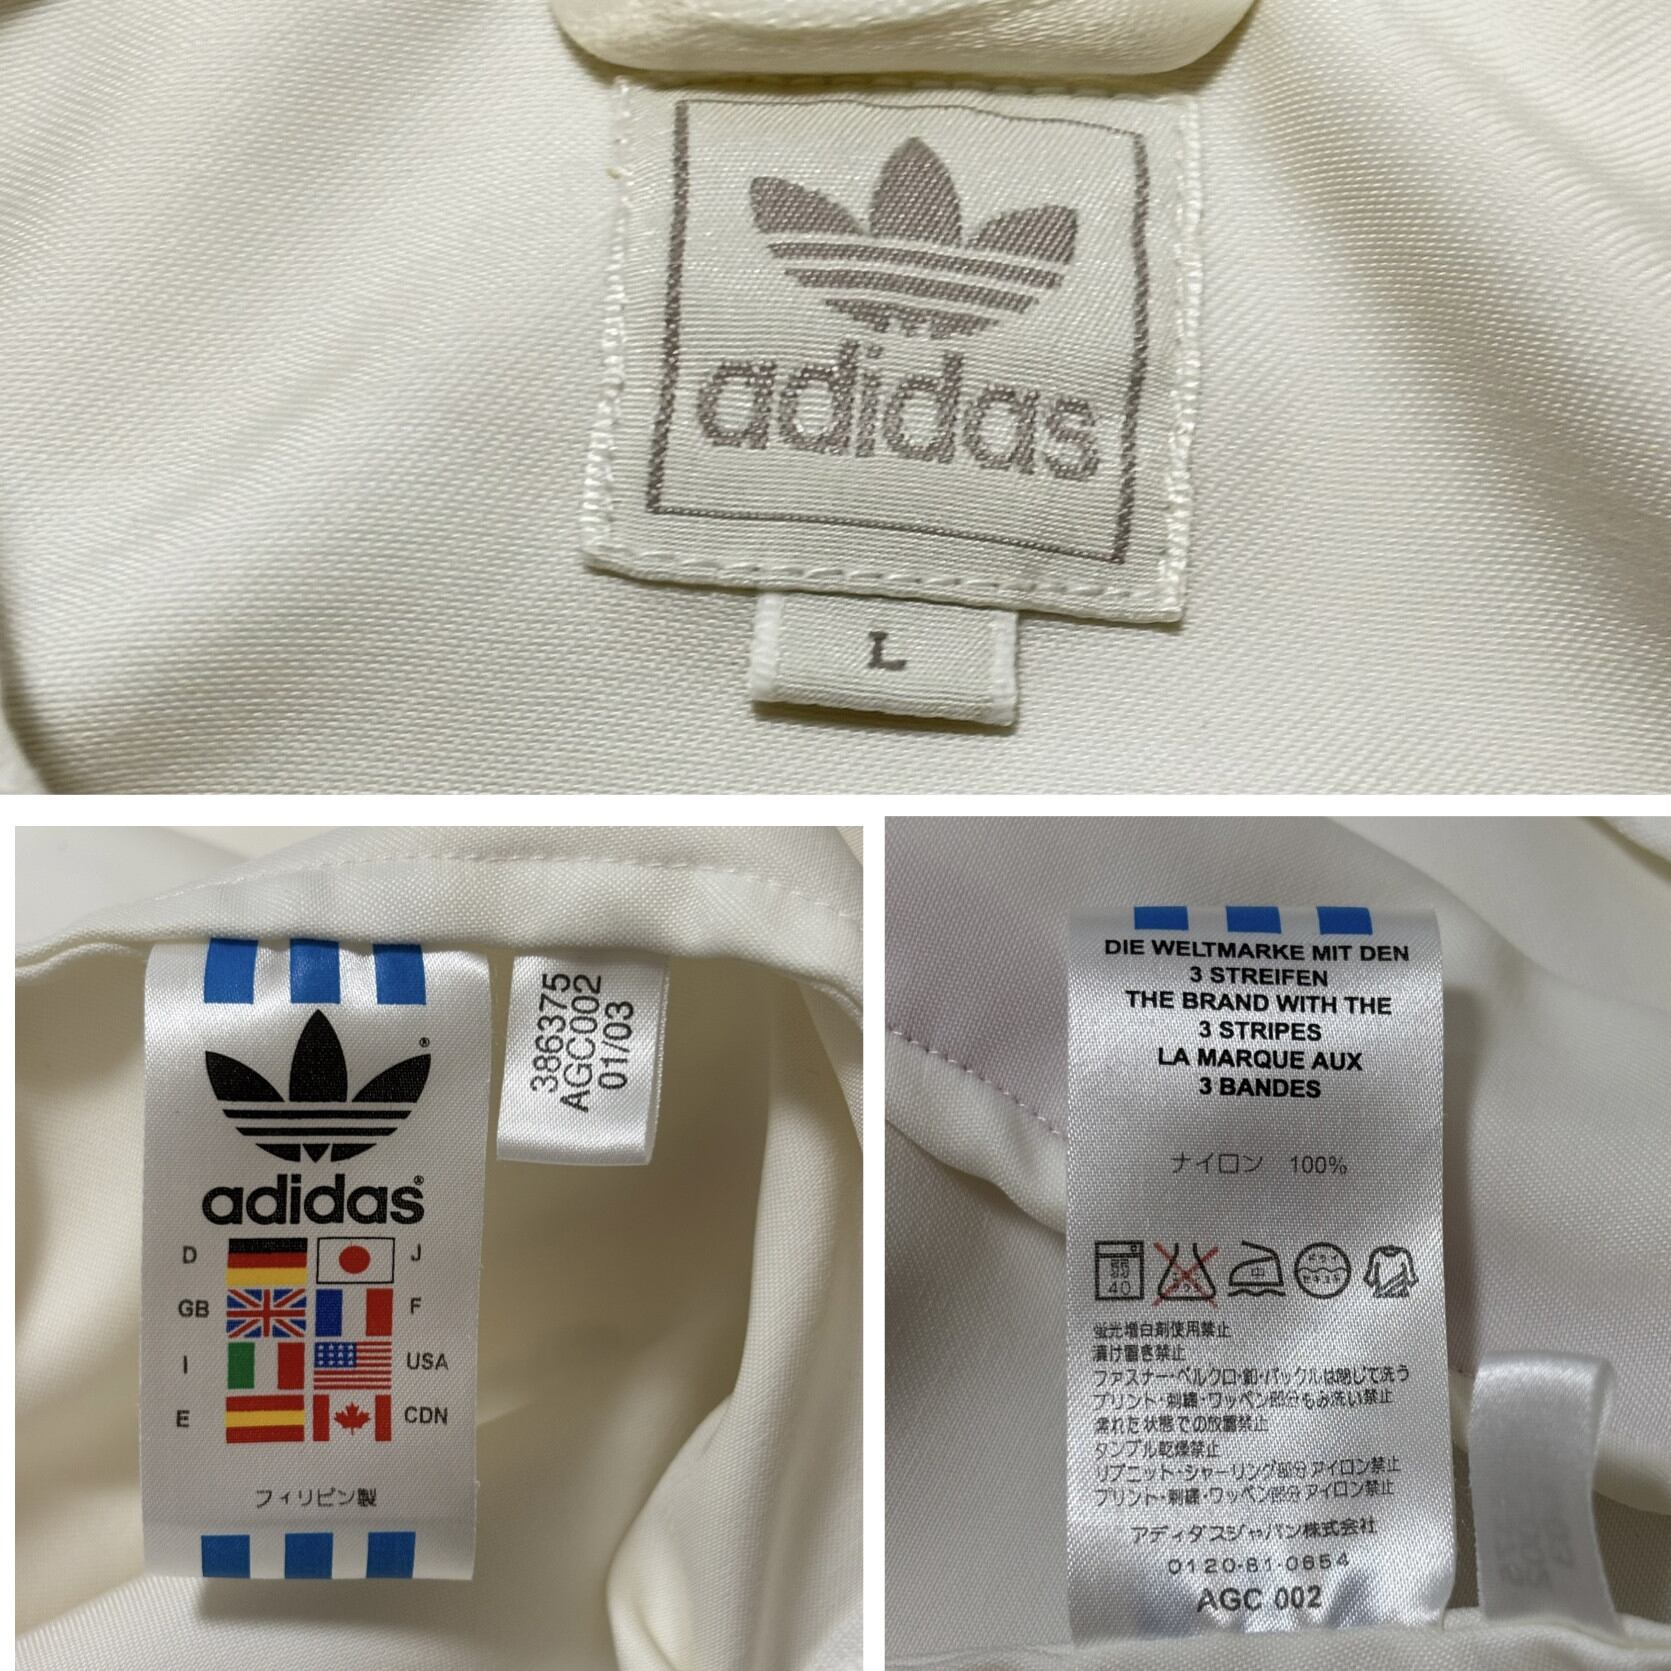 adidas
L
adidas
D J
GB F
I USA
E CDN
フィリピン製
386375
AGC002
01/03
DIE WELTMARKE MIT DEN
3 STREIFEN
THE BRAND WITH THE
3 STRIPES
LA MARQUE AUX
3 BANDES
ナイロン 100%
40
中
蛍光増白剤使用禁止
漬け置き禁止
ファスナー・ベルクロ・釦・バックルは閉じて洗う
プリント・刺繍・ワッペン部分もみ洗い禁止
濡れた状態での放置禁止
タンブル乾燥禁止
リブニット・シャーリング部分アイロン禁止
プリント・刺繍・ワッペン部分アイロン禁止
アディダスジャパン株式会社
0120-81-0654
AGC 002